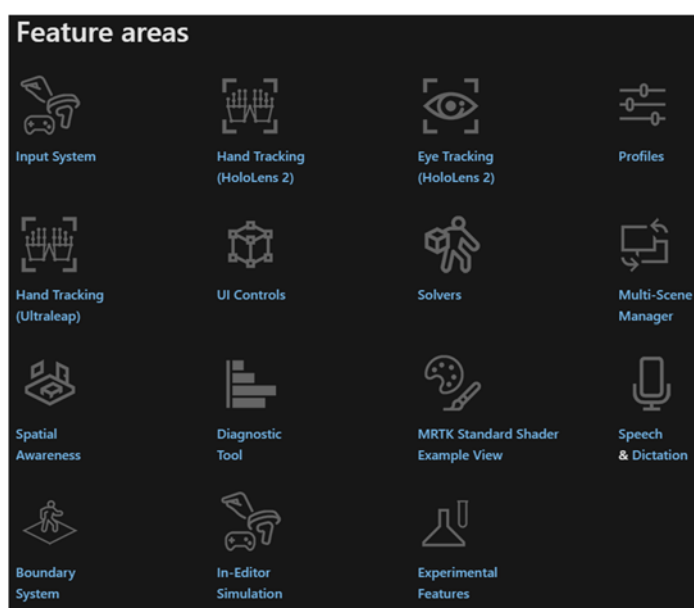 Feature areas
Input System
Hand Tracking
(HoloLens 2)
Eye Tracking
(HoloLens 2)
Profiles
Hand Tracking
(Ultraleap)
UI Controls
Solvers
Multi-Scene
Manager
Spatial
Awareness
Diagnostic
Tool
MRTK Standard Shader
Example View
Speech
& Dictation
Boundary
System
In-Editor
Simulation
Experimental
Features